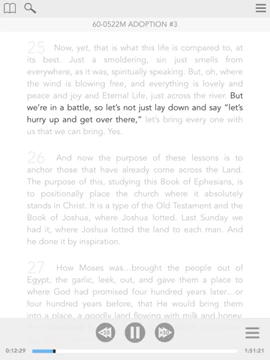 60-0522M ADOPTION #3
25 Now, yet, that is what this life is compared to, at
its best. Just a smoldering, sin just smells from
everywhere, as it was, spiritually speaking. But, oh, where
the wind is blowing free, and everything is lovely and
peace and joy and Eternal Life, just across the river. But
we're in a battle, so let's not just lay down and say "let's
hurry up and get over there," let's bring every one with
us that we can bring. Yes.
26 And now the purpose of these lessons is to
anchor those that have already come across the Land.
The purpose of this, studying this Book of Ephesians, is
to positionally place the church where it absolutely
stands in Christ. It is a type of the Old Testament and the
Book of Joshua, where Joshua lotted. Last Sunday we
had it, where Joshua lotted the land to each man. And
he done it by inspiration.
27 How Moses was...brought the people out of
Egypt, the garlic, leek, out, and gave them a place to
where God had promised four hundred years later...or
four hundred years before, that He would bring them
into a place, a goodly land flowing with milk and honey.
0:12:29
1:51:21